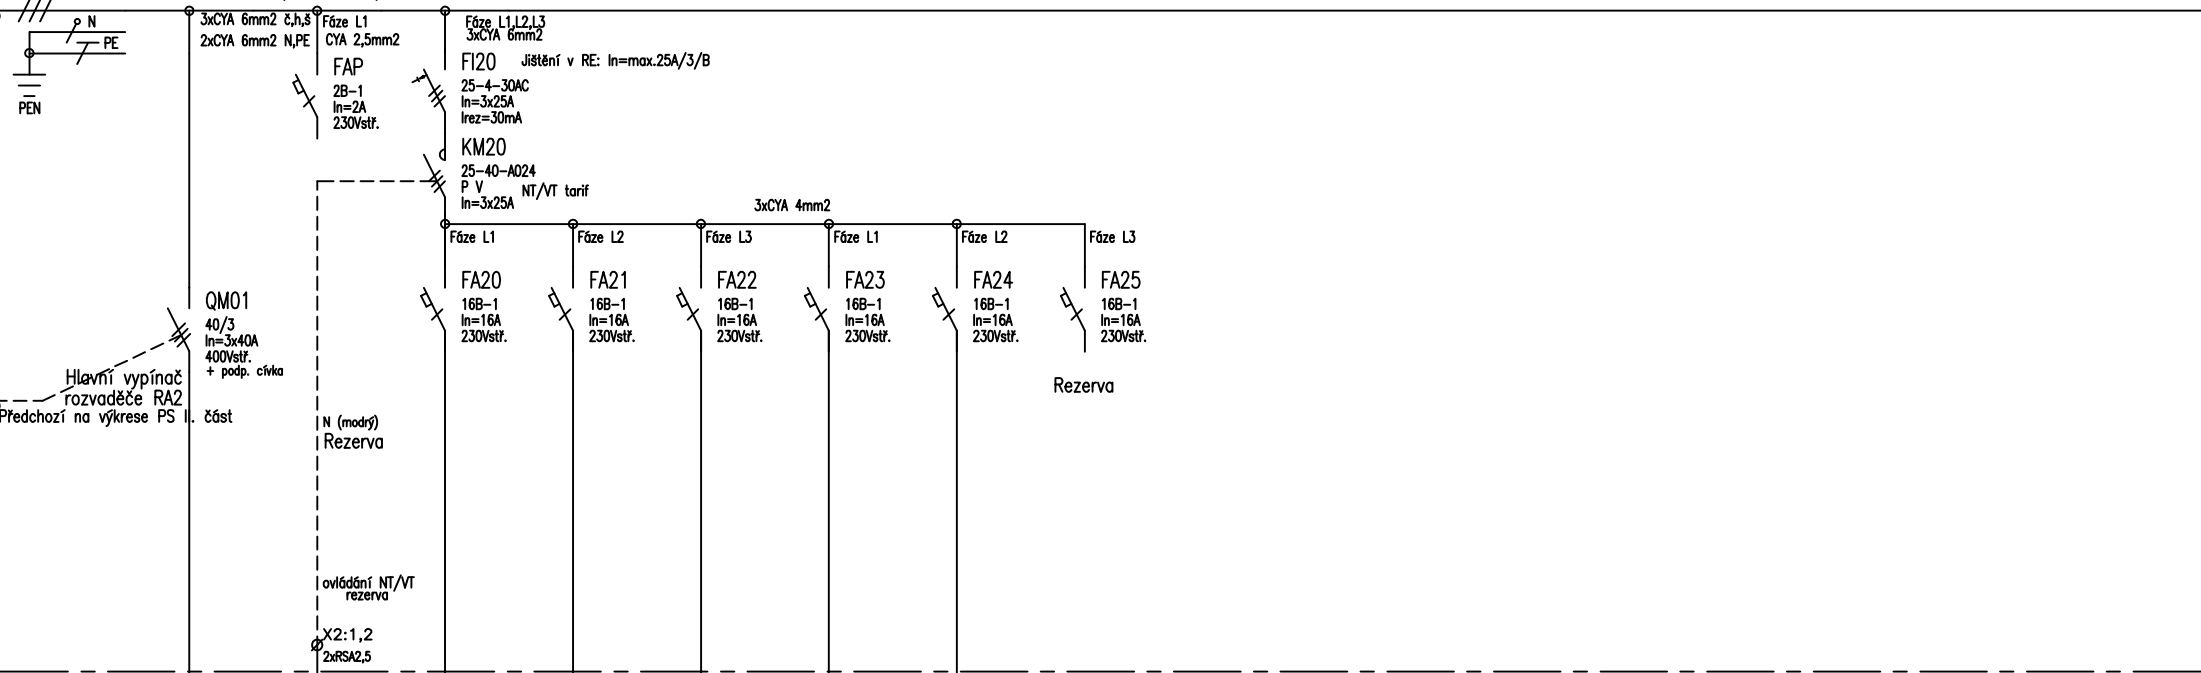 N
PE
PEN
3xCYA 6mm2 č,h,š
2xCYA 6mm2 N,PE
Fáze L1
CYA 2,5mm2
FAP
2B-1
In=2A
230Vstř.
Fáze L1,L2,L3
3xCYA 6mm2
FI20
Jištění v RE: In=max.25A/3/B
25-4-30AC
In=3x25A
Irez=30mA
KM20
25-40-A024
P V
NT/VT tarif
In=3x25A
3xCYA 4mm2
Fáze L1
Fáze L2
Fáze L3
Fáze L1
Fáze L2
Fáze L3
FA20
16B-1
In=16A
230Vstř.
FA21
16B-1
In=16A
230Vstř.
FA22
16B-1
In=16A
230Vstř.
FA23
16B-1
In=16A
230Vstř.
FA24
16B-1
In=16A
230Vstř.
FA25
16B-1
In=16A
230Vstř.
Rezerva
QM01
40/3
In=3x40A
400Vstř.
+ podp. cívka
Hlavní vypínač
rozvaděče RA2
Předchozí na výkrese PS II. část
N (modrý)
Rezerva
ovládání NT/VT
rezerva
X2:1,2
2xRSA2,5